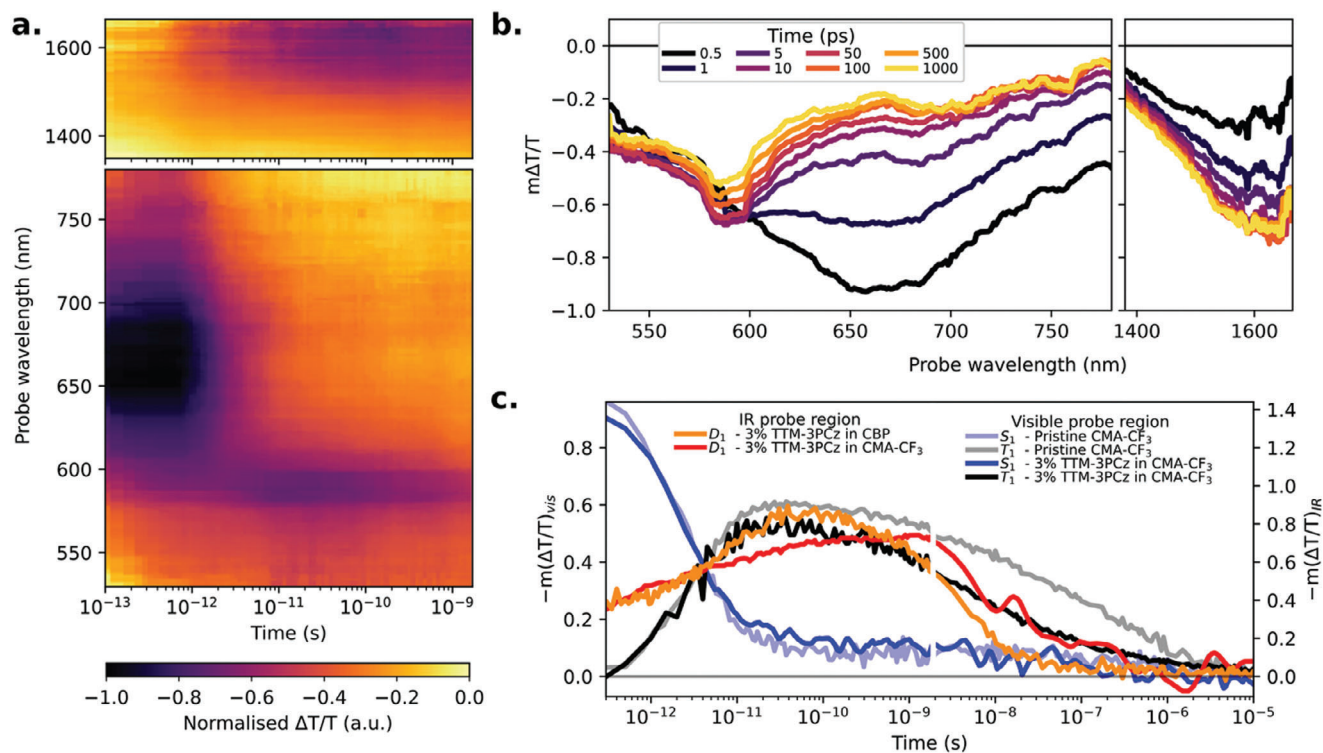 a.
1600
1400
750
700
650
600
550
Probe wavelength (nm)
10⁻¹³ 10⁻¹² 10⁻¹¹ 10⁻¹⁰ 10⁻⁹
Time (s)
−1.0 −0.8 −0.6 −0.4 −0.2 0.0
Normalised ΔT/T (a.u.)
b.
Time (ps)
0.5 5 50 500
1 10 100 1000
0.0
−0.2
−0.4
−0.6
−0.8
−1.0
mΔT/T
550 600 650 700 750 1400 1600
Probe wavelength (nm)
c.
IR probe region
D₁ - 3% TTM-3PCz in CBP
D₁ - 3% TTM-3PCz in CMA-CF₃
Visible probe region
S₁ - Pristine CMA-CF₃
T₁ - Pristine CMA-CF₃
S₁ - 3% TTM-3PCz in CMA-CF₃
T₁ - 3% TTM-3PCz in CMA-CF₃
0.8
0.6
0.4
0.2
0.0
−m(ΔT/T)vis
1.4
1.2
1.0
0.8
0.6
0.4
0.2
0.0
−m(ΔT/T)IR
10⁻¹² 10⁻¹¹ 10⁻¹⁰ 10⁻⁹ 10⁻⁸ 10⁻⁷ 10⁻⁶ 10⁻⁵
Time (s)